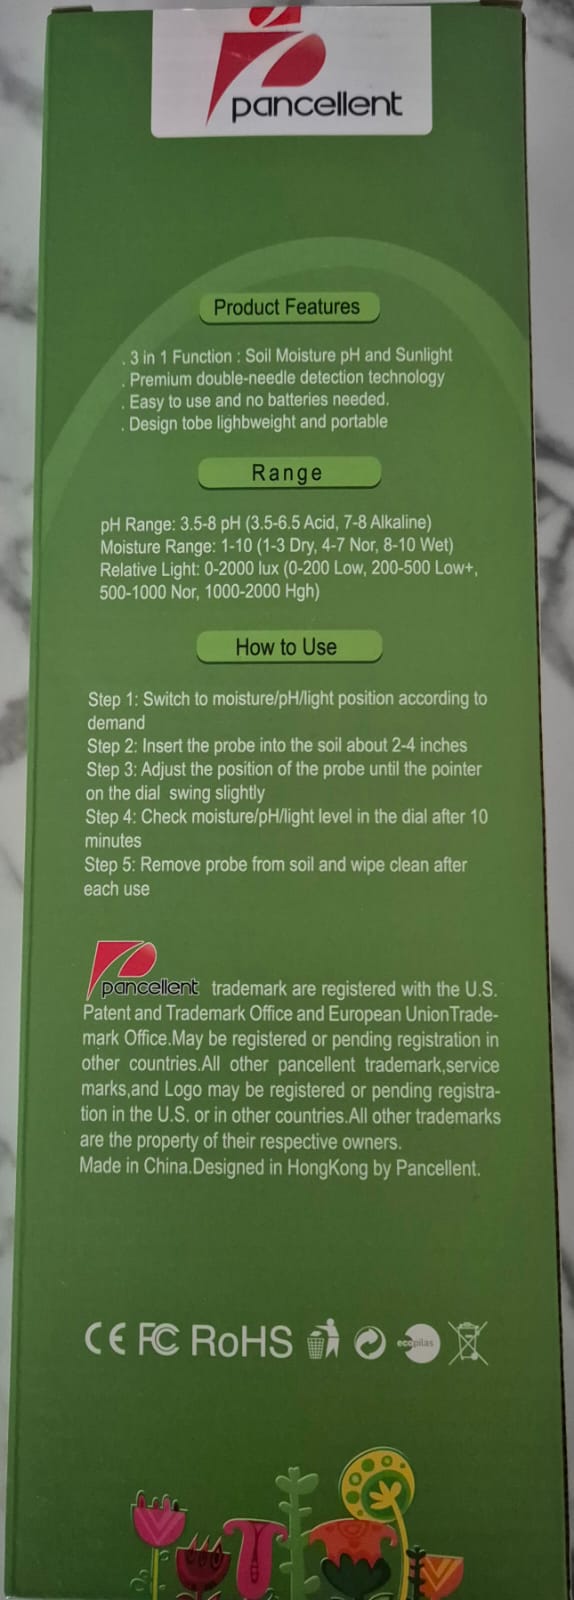 pancellent
Product Features
. 3 in 1 Function : Soil Moisture pH and Sunlight
. Premium double-needle detection technology
. Easy to use and no batteries needed.
. Design tobe lighbweight and portable
Range
pH Range: 3.5-8 pH (3.5-6.5 Acid, 7-8 Alkaline)
Moisture Range: 1-10 (1-3 Dry, 4-7 Nor, 8-10 Wet)
Relative Light: 0-2000 lux (0-200 Low, 200-500 Low+,
500-1000 Nor, 1000-2000 Hgh)
How to Use
Step 1: Switch to moisture/pH/light position according to
demand
Step 2: Insert the probe into the soil about 2-4 inches
Step 3: Adjust the position of the probe until the pointer
on the dial swing slightly
Step 4: Check moisture/pH/light level in the dial after 10
minutes
Step 5: Remove probe from soil and wipe clean after
each use
pancellent trademark are registered with the U.S.
Patent and Trademark Office and European UnionTrade-
mark Office.May be registered or pending registration in
other countries.All other pancellent trademark,service
marks,and Logo may be registered or pending registra-
tion in the U.S. or in other countries.All other trademarks
are the property of their respective owners.
Made in China.Designed in HongKong by Pancellent.
CE FC RoHS ecopilas